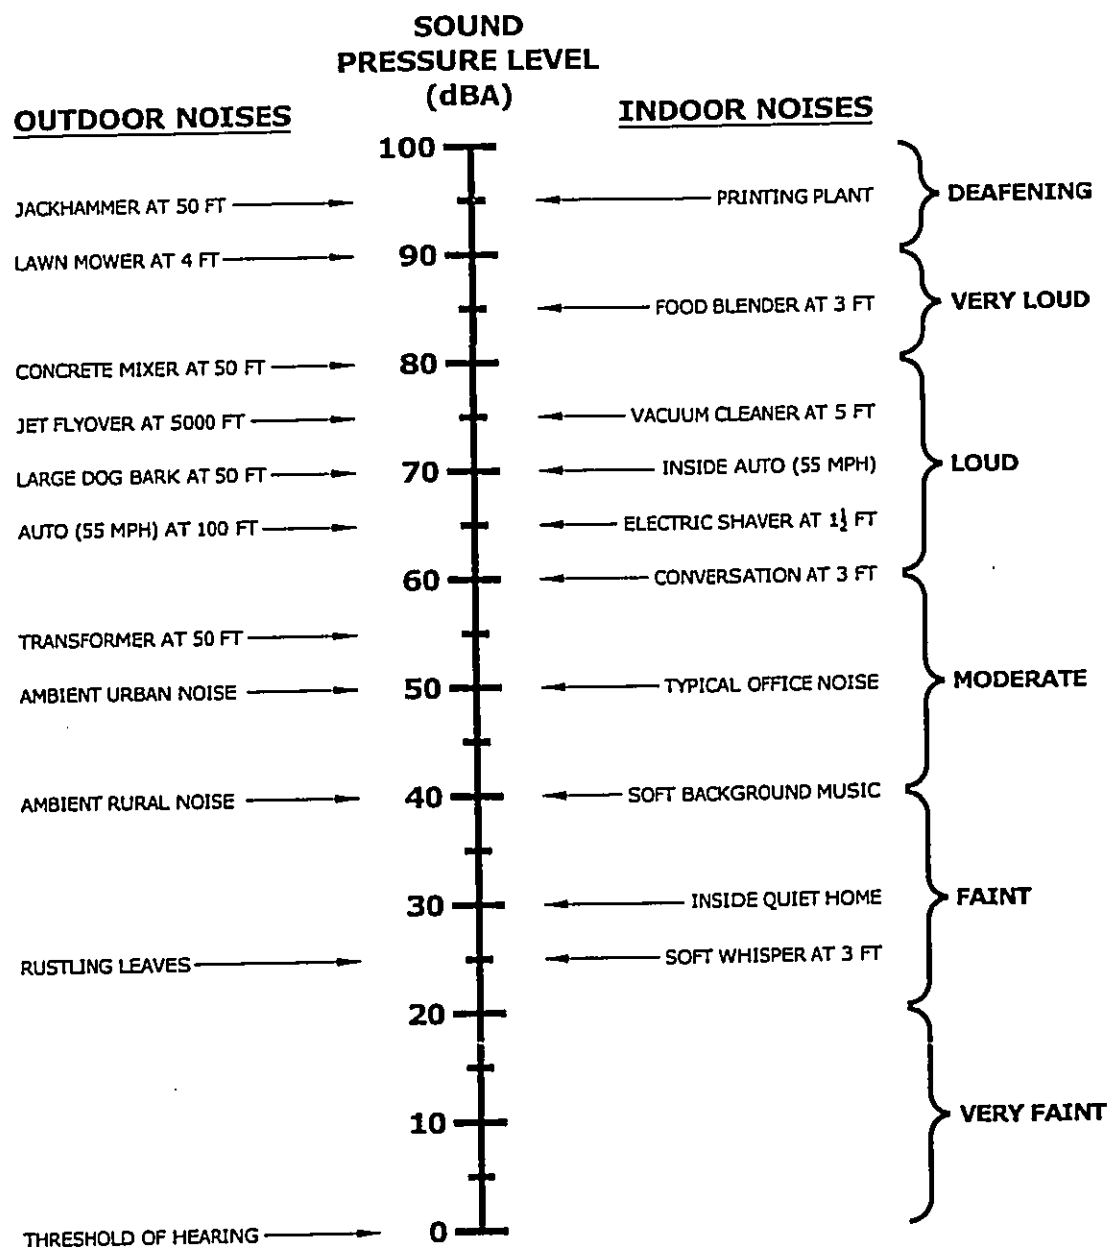 SOUND
PRESSURE LEVEL
(dBA)
OUTDOOR NOISES
INDOOR NOISES
100
JACKHAMMER AT 50 FT
PRINTING PLANT
DEAFENING
LAWN MOWER AT 4 FT
90
FOOD BLENDER AT 3 FT
VERY LOUD
CONCRETE MIXER AT 50 FT
80
JET FLYOVER AT 5000 FT
VACUUM CLEANER AT 5 FT
LARGE DOG BARK AT 50 FT
70
INSIDE AUTO (55 MPH)
LOUD
AUTO (55 MPH) AT 100 FT
ELECTRIC SHAVER AT 1½ FT
60
CONVERSATION AT 3 FT
TRANSFORMER AT 50 FT
AMBIENT URBAN NOISE
50
TYPICAL OFFICE NOISE
MODERATE
AMBIENT RURAL NOISE
40
SOFT BACKGROUND MUSIC
30
INSIDE QUIET HOME
FAINT
RUSTLING LEAVES
SOFT WHISPER AT 3 FT
20
10
VERY FAINT
THRESHOLD OF HEARING
0